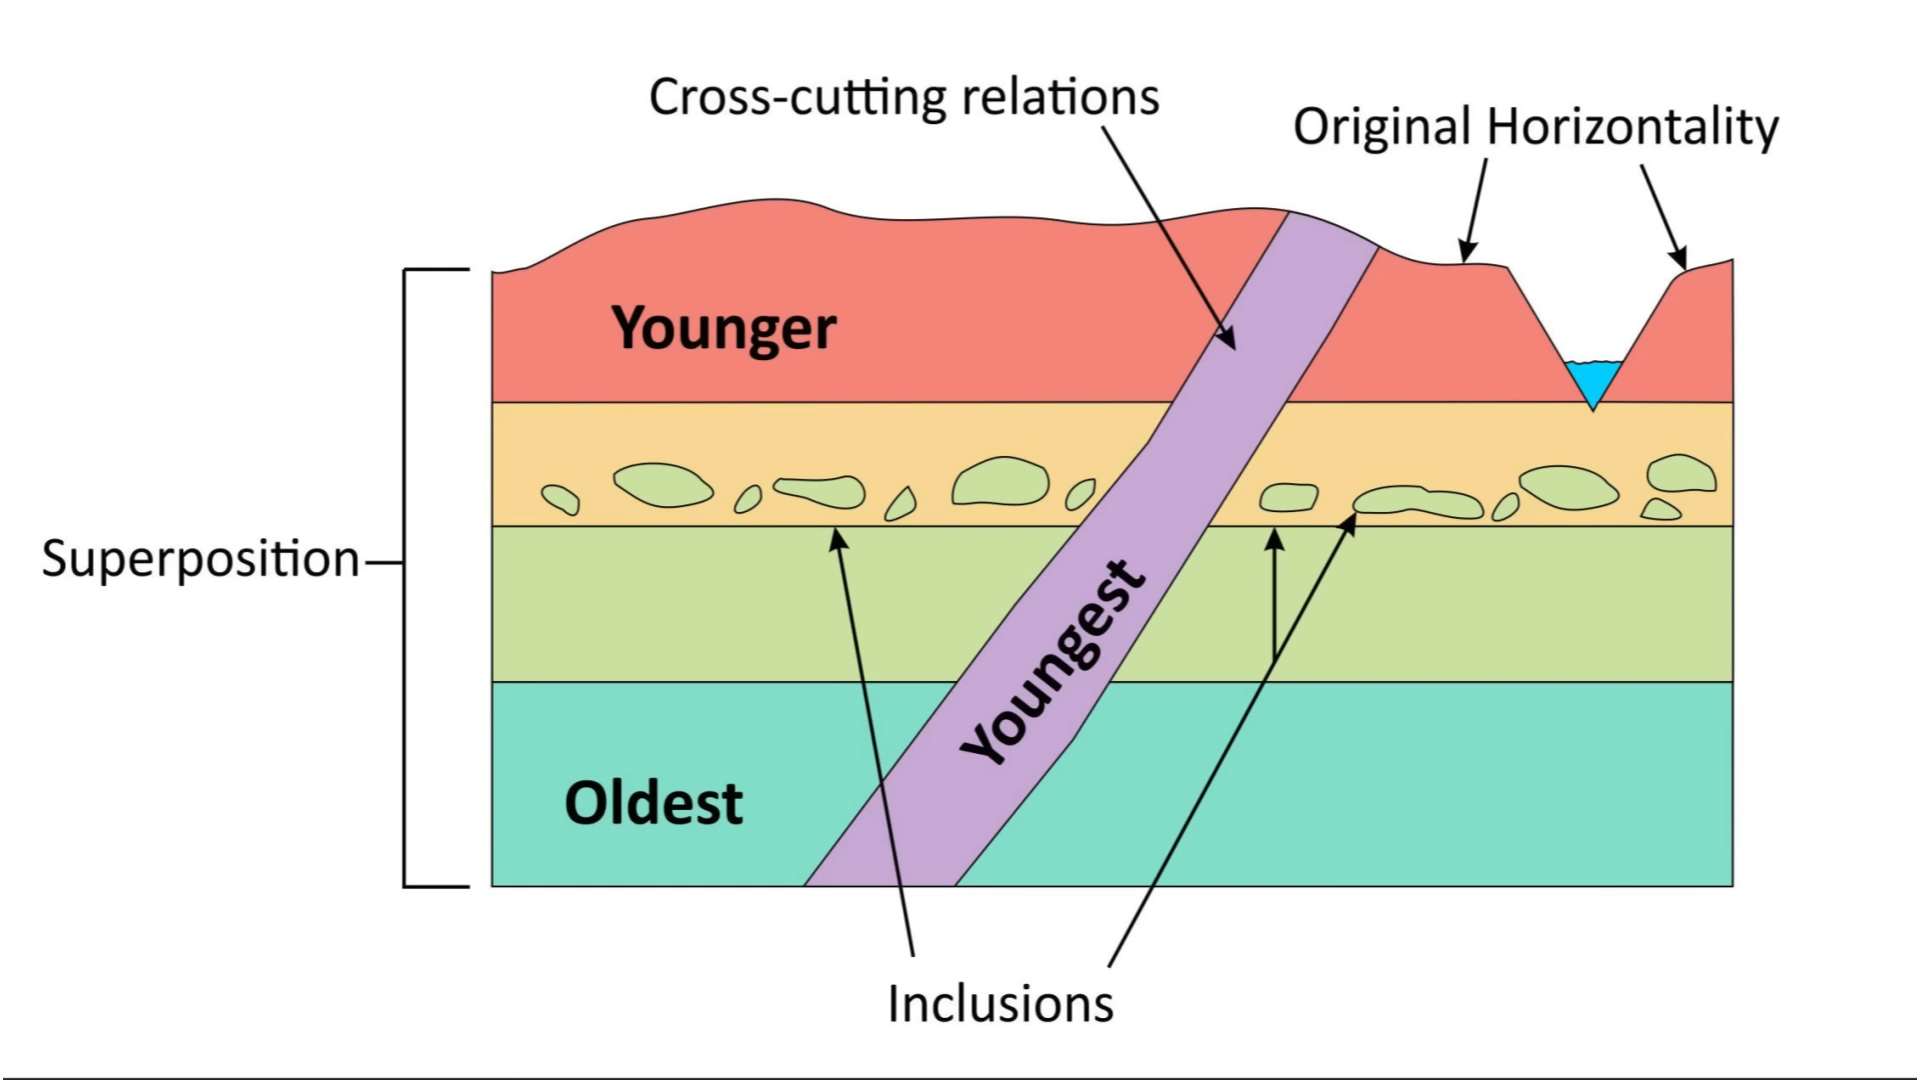 Cross-cutting relations
Original Horizontality
Younger
Superposition
Youngest
Oldest
Inclusions